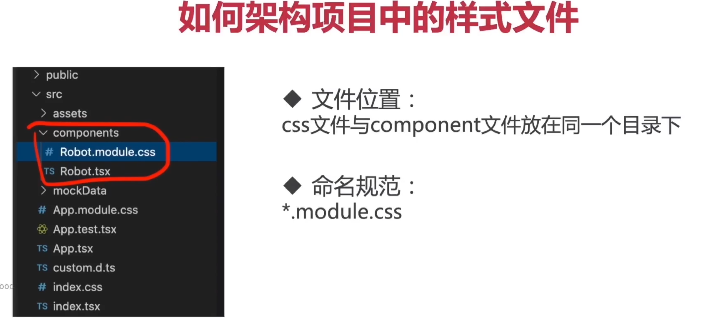 如何架构项目中的样式文件
public
src
assets
components
# Robot.module.css
TS Robot.tsx
mockData
# App.module.css
App.test.tsx
TS App.tsx
TS custom.d.ts
# index.css
TS index.tsx
◆ 文件位置：
css文件与component文件放在同一个目录下
◆ 命名规范：
*.module.css